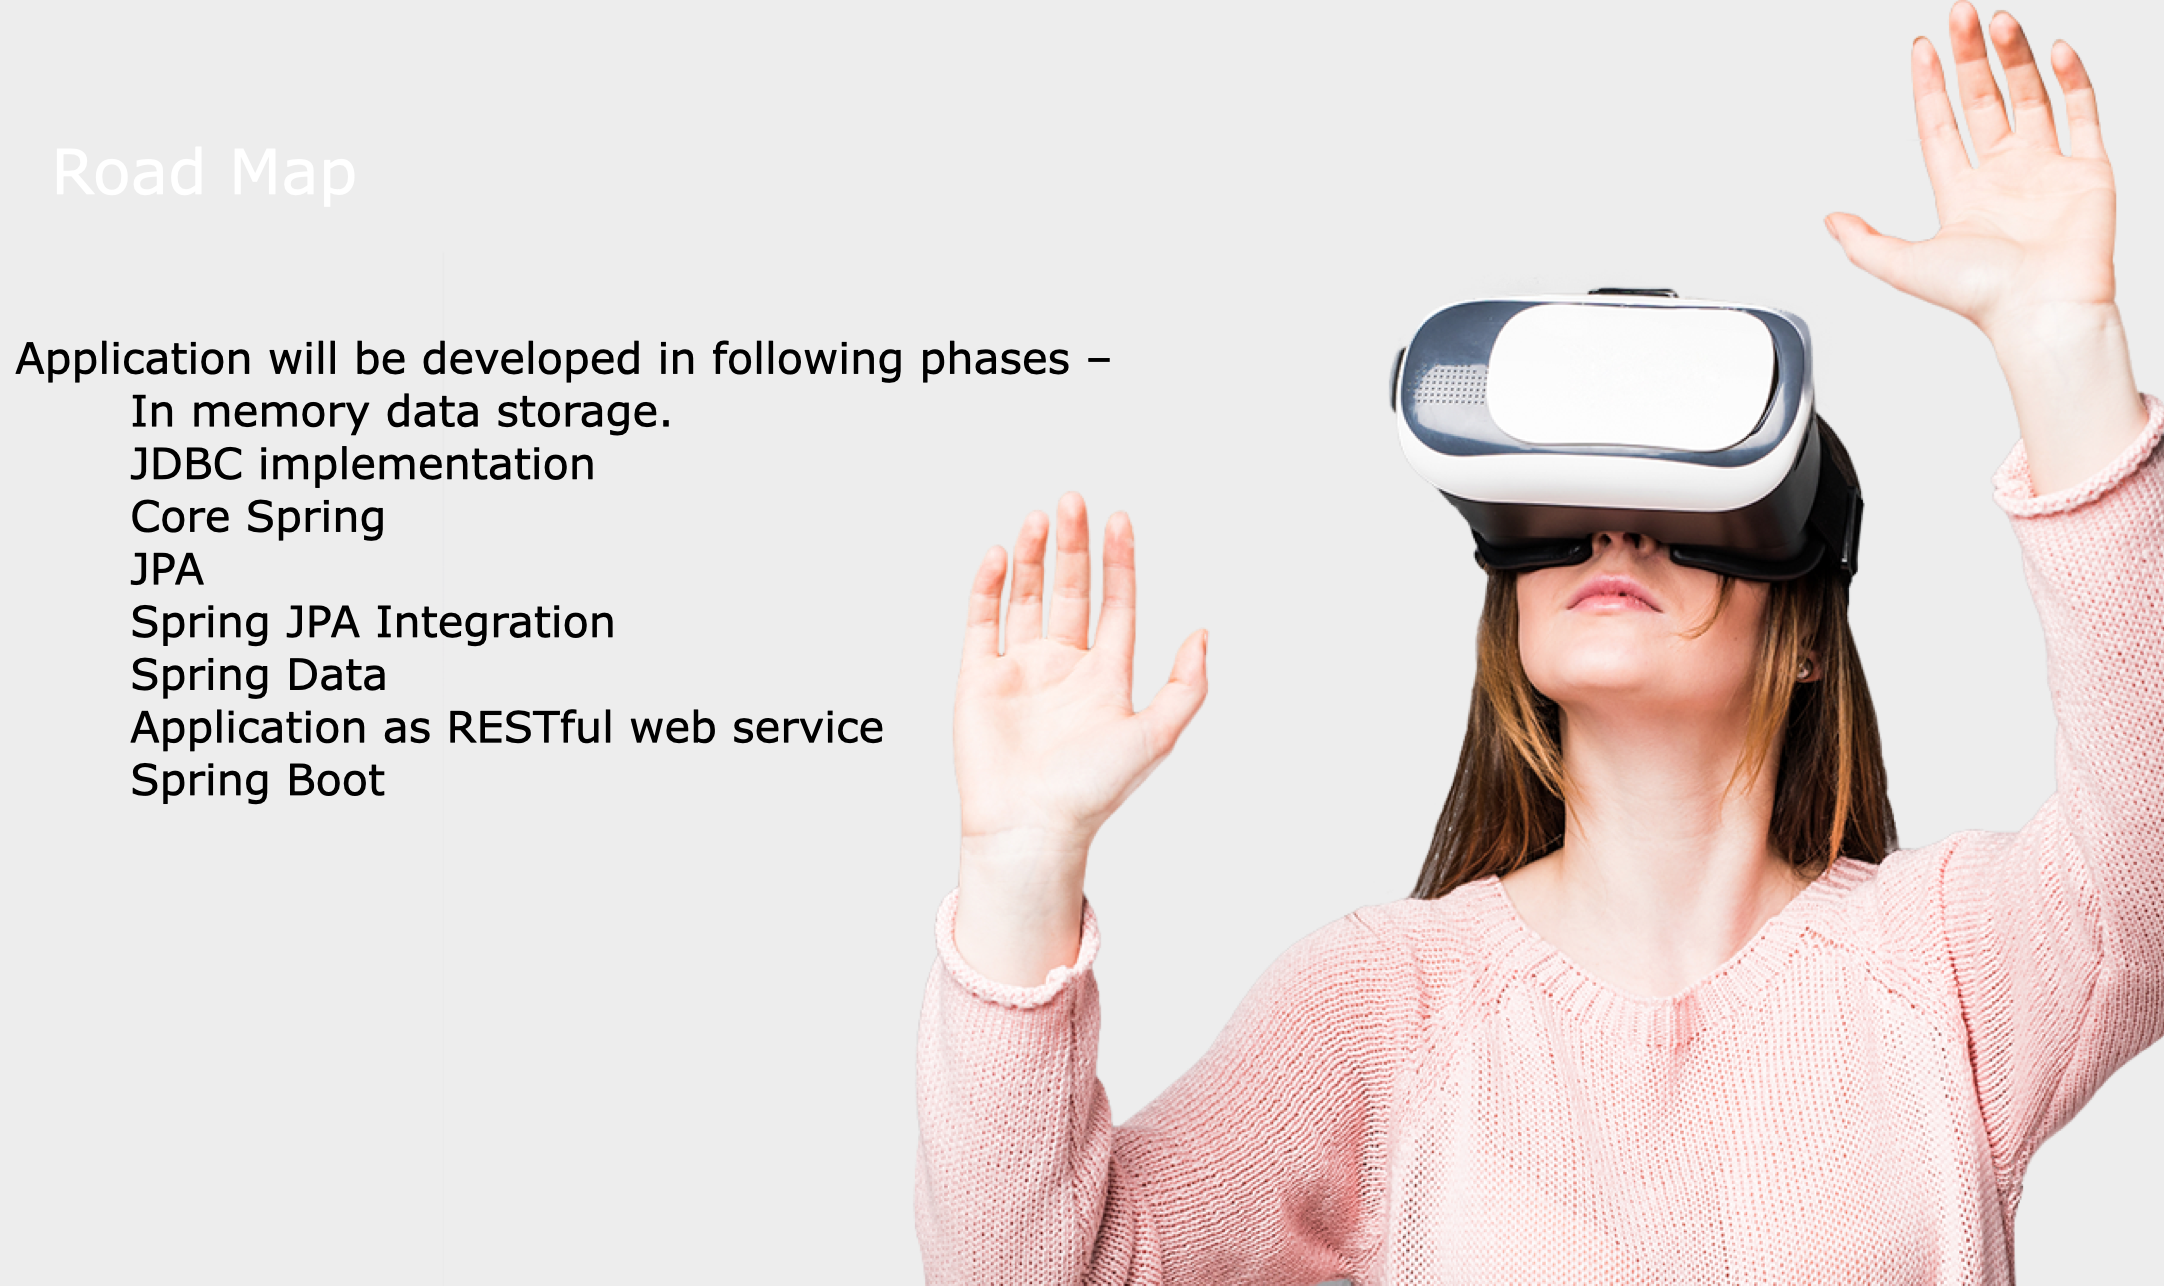 Road Map
Application will be developed in following phases –
In memory data storage.
JDBC implementation
Core Spring
JPA
Spring JPA Integration
Spring Data
Application as RESTful web service
Spring Boot